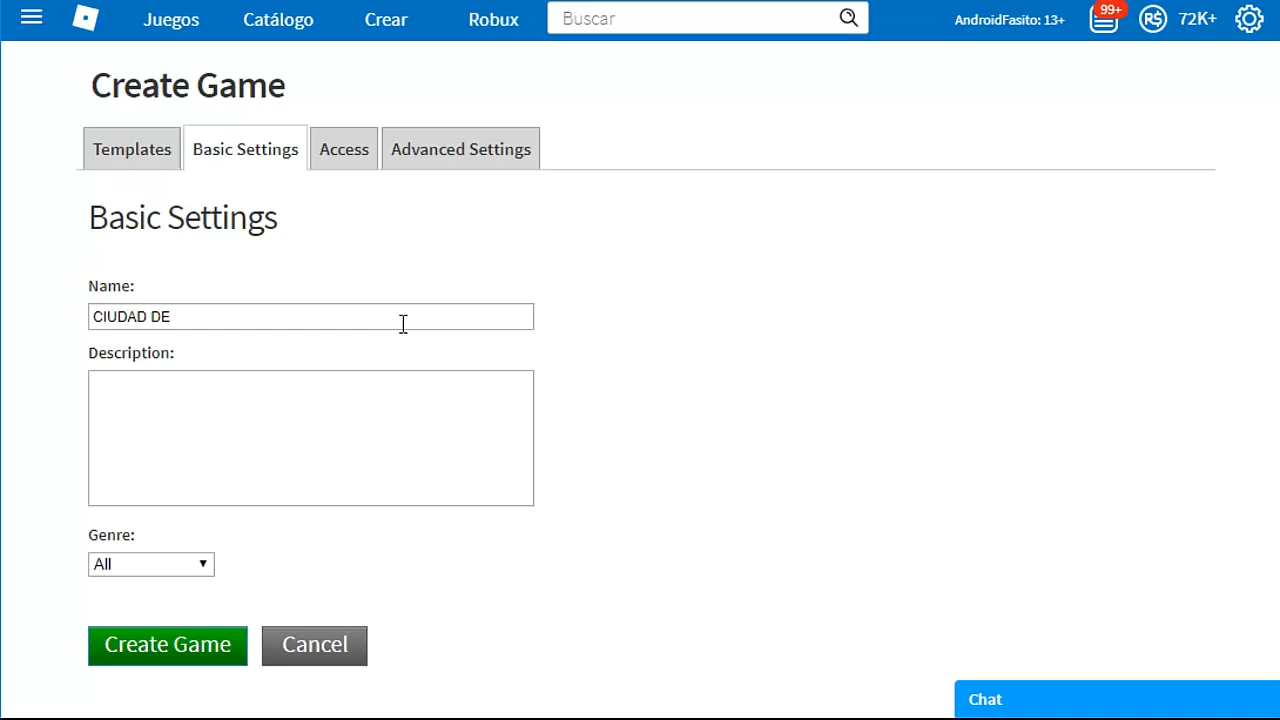 Juegos Catálogo Crear Robux Buscar AndroidFasito: 13+ 99+ R$ 72K+
Create Game
Templates Basic Settings Access Advanced Settings
Basic Settings
Name:
CIUDAD DE
Description:
Genre:
All
Create Game Cancel
Chat